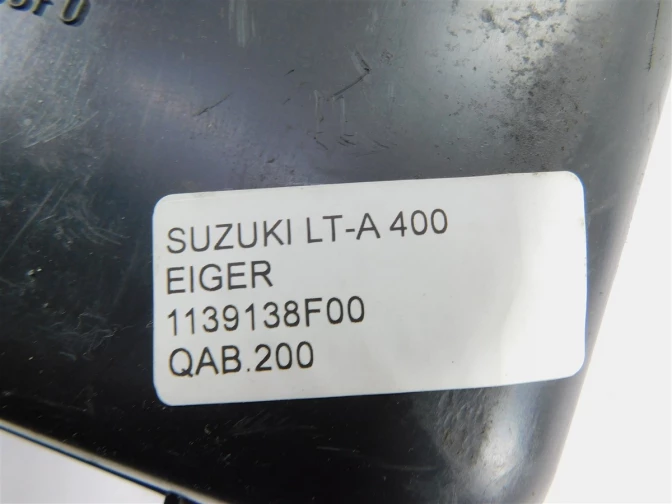 SUZUKI LT-A 400
EIGER
1139138F00
QAB.200